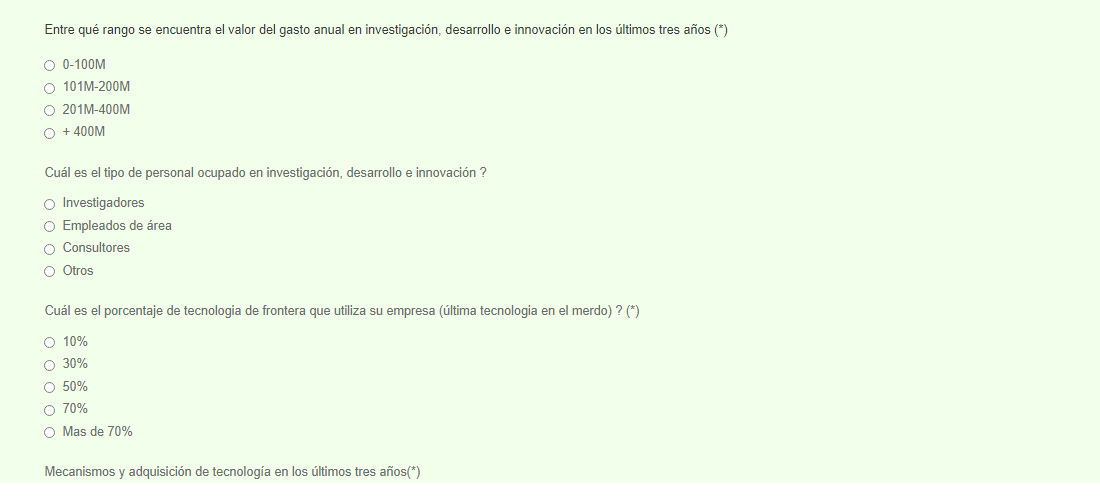 Entre qué rango se encuentra el valor del gasto anual en investigación, desarrollo e innovación en los últimos tres años (*)
0-100M
101M-200M
201M-400M
+ 400M
Cuál es el tipo de personal ocupado en investigación, desarrollo e innovación ?
Investigadores
Empleados de área
Consultores
Otros
Cuál es el porcentaje de tecnologia de frontera que utiliza su empresa (última tecnologia en el merdo) ? (*)
10%
30%
50%
70%
Mas de 70%
Mecanismos y adquisición de tecnología en los últimos tres años(*)